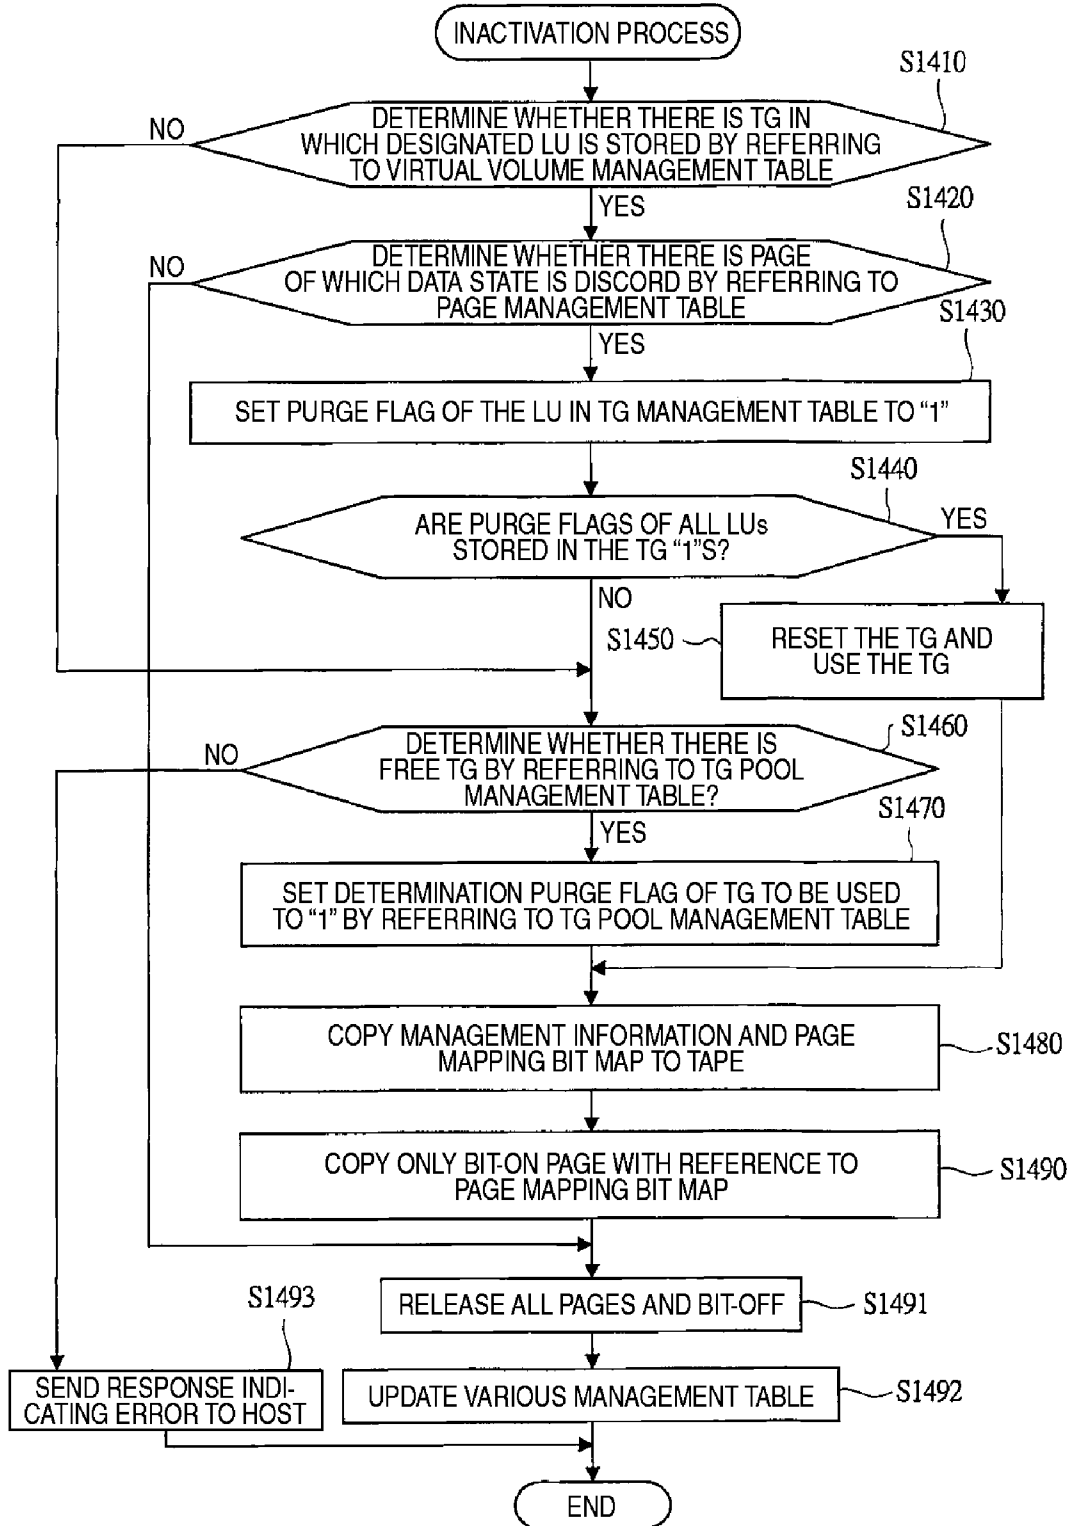 INACTIVATION PROCESS
S1410
NO
DETERMINE WHETHER THERE IS TG IN
WHICH DESIGNATED LU IS STORED BY REFERRING
TO VIRTUAL VOLUME MANAGEMENT TABLE
YES
S1420
NO
DETERMINE WHETHER THERE IS PAGE
OF WHICH DATA STATE IS DISCORD BY REFERRING TO
PAGE MANAGEMENT TABLE
S1430
YES
SET PURGE FLAG OF THE LU IN TG MANAGEMENT TABLE TO “1”
S1440
ARE PURGE FLAGS OF ALL LUs
STORED IN THE TG “1”S?
YES
NO
S1450
RESET THE TG AND
USE THE TG
S1460
NO
DETERMINE WHETHER THERE IS
FREE TG BY REFERRING TO TG POOL
MANAGEMENT TABLE?
S1470
YES
SET DETERMINATION PURGE FLAG OF TG TO BE USED
TO “1” BY REFERRING TO TG POOL MANAGEMENT TABLE
COPY MANAGEMENT INFORMATION AND PAGE
MAPPING BIT MAP TO TAPE
S1480
COPY ONLY BIT-ON PAGE WITH REFERENCE TO
PAGE MAPPING BIT MAP
S1490
RELEASE ALL PAGES AND BIT-OFF
S1491
S1493
SEND RESPONSE INDI-
CATING ERROR TO HOST
UPDATE VARIOUS MANAGEMENT TABLE
S1492
END